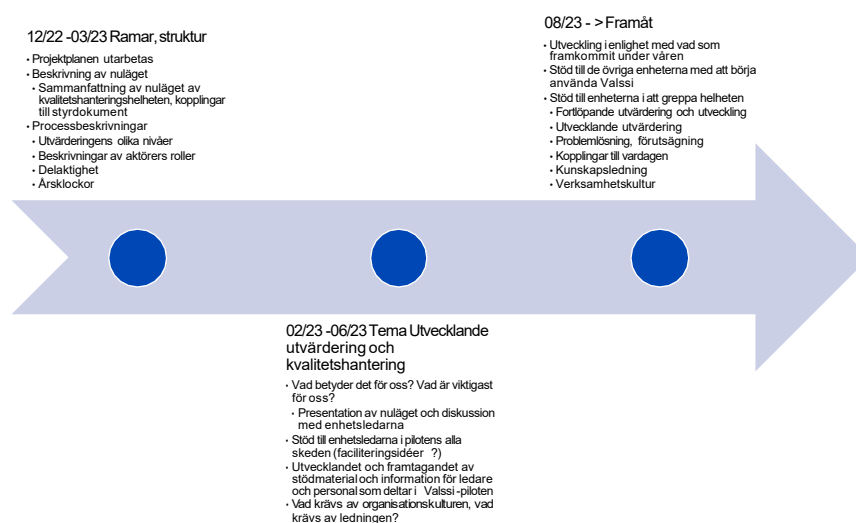 12/22 -03/23 Ramar, struktur
• Projektplanen utarbetas
• Beskrivning av nuläget
• Sammanfattning av nuläget av
kvalitetshanteringshelheten, kopplingar
till styrdokument
• Processbeskrivningar
• Utvärderingens olika nivåer
• Beskrivningar av aktörers roller
• Delaktighet
• Årsklockor
02/23 -06/23 Tema Utvecklande
utvärdering och
kvalitetshantering
• Vad betyder det för oss? Vad är viktigast
för oss?
• Presentation av nuläget och diskussion
med enhetsledarna
• Stöd till enhetsledarna i pilotens alla
skeden (faciliteringsidéer ?)
• Utvecklandet och framtagandet av
stödmaterial och information för ledare
och personal som deltar i Valssi -piloten
• Vad krävs av organisationskulturen, vad
krävs av ledningen?
08/23 - > Framåt
• Utveckling i enlighet med vad som
framkommit under våren
• Stöd till de övriga enheterna med att börja
använda Valssi
• Stöd till enheterna i att greppa helheten
• Fortlöpande utvärdering och utveckling
• Utvecklande utvärdering
• Problemlösning, förutsägning
• Kopplingar till vardagen
• Kunskapsledning
• Verksamhetskultur